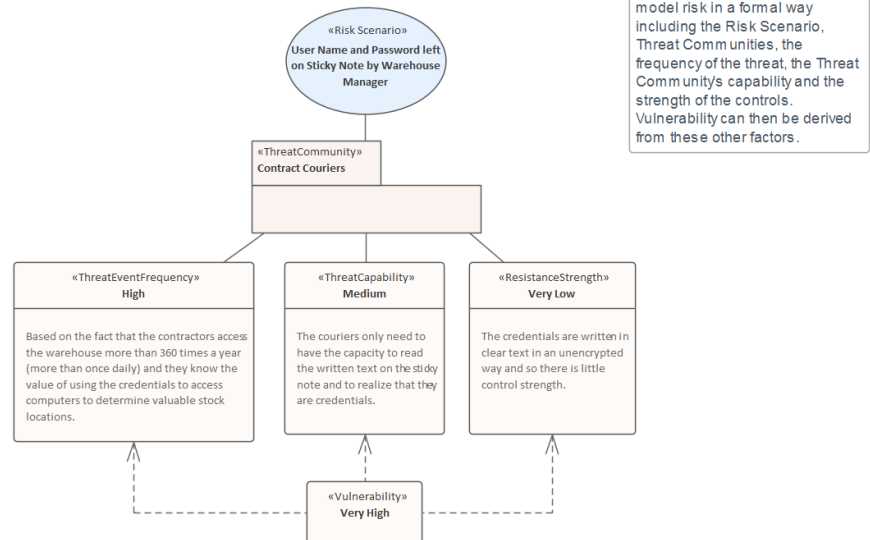 «Risk Scenario»
User Name and Password left
on Sticky Note by Warehouse
Manager
model risk in a formal way
including the Risk Scenario,
Threat Communities, the
frequency of the threat, the Threat
Community's capability and the
strength of the controls.
Vulnerability can then be derived
from these other factors.
«ThreatCommunity»
Contract Couriers
«ThreatEventFrequency»
High
Based on the fact that the contractors access
the warehouse more than 360 times a year
(more than once daily) and they know the
value of using the credentials to access
computers to determine valuable stock
locations.
«ThreatCapability»
Medium
The couriers only need to
have the capacity to read
the written text on the sticky
note and to realize that they
are credentials.
«ResistanceStrength»
Very Low
The credentials are written in
clear text in an unencrypted
way and so there is little
control strength.
«Vulnerability»
Very High